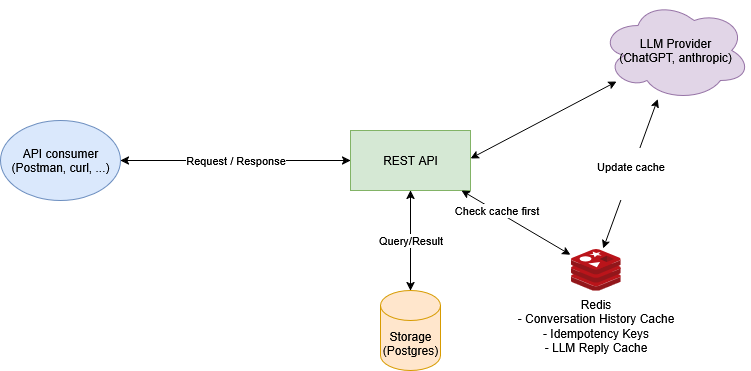 LLM Provider
(ChatGPT, anthropic)
API consumer
(Postman, curl, ...)
Request / Response
REST API
Update cache
Check cache first
Query/Result
Redis
- Conversation History Cache
- Idempotency Keys
- LLM Reply Cache
Storage
(Postgres)